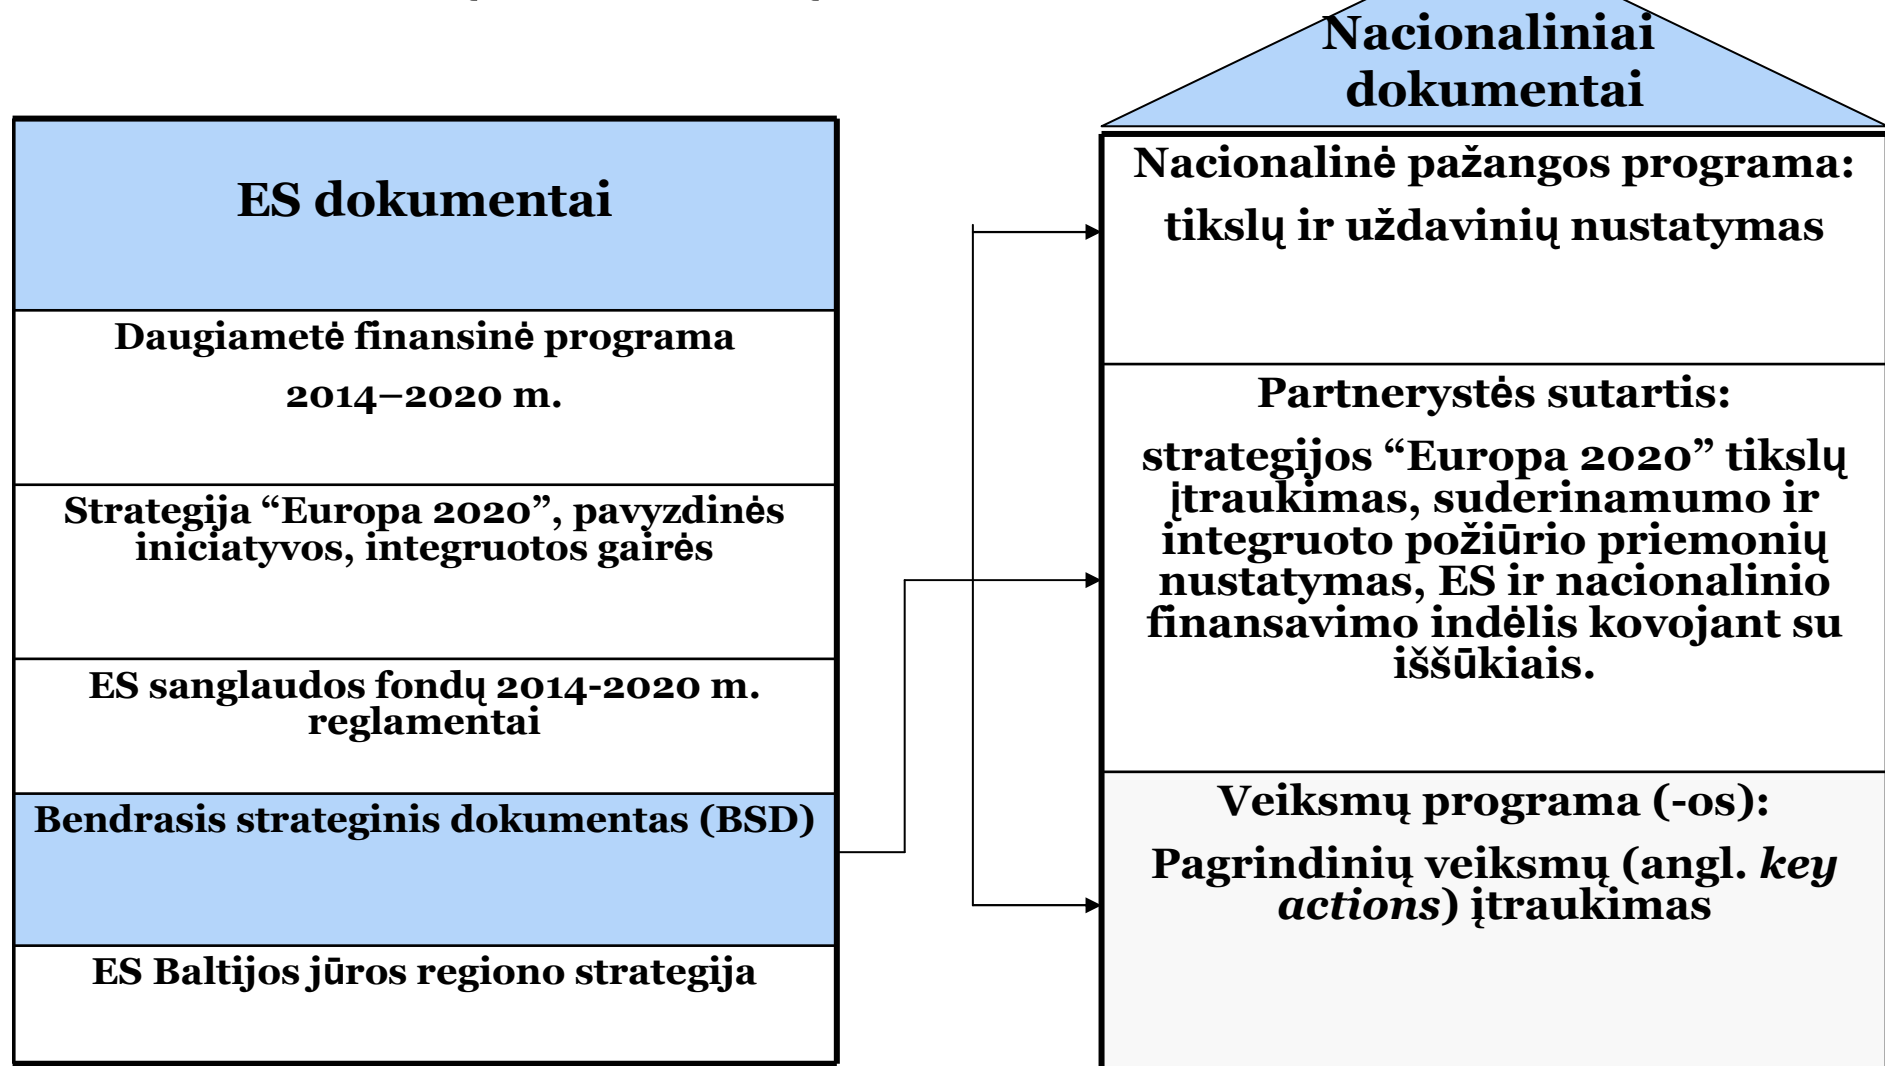 ES dokumentai
Daugiametė finansinė programa
2014–2020 m.
Strategija “Europa 2020”, pavyzdinės
iniciatyvos, integruotos gairės
ES sanglaudos fondų 2014-2020 m.
reglamentai
Bendrasis strateginis dokumentas (BSD)
ES Baltijos jūros regiono strategija
Nacionaliniai
dokumentai
Nacionalinė pažangos programa:
tikslų ir uždavinių nustatymas
Partnerystės sutartis:
strategijos “Europa 2020” tikslų
įtraukimas, suderinamumo ir
integruoto požiūrio priemonių
nustatymas, ES ir nacionalinio
finansavimo indėlis kovojant su
iššūkiais.
Veiksmų programa (-os):
Pagrindinių veiksmų (angl. key
actions) įtraukimas